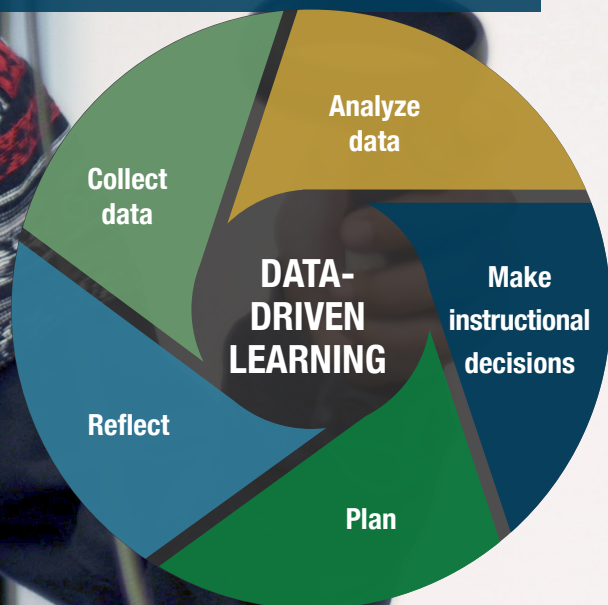 Analyze
data
Collect
data
DATA-
DRIVEN
LEARNING
Make
instructional
decisions
Reflect
Plan